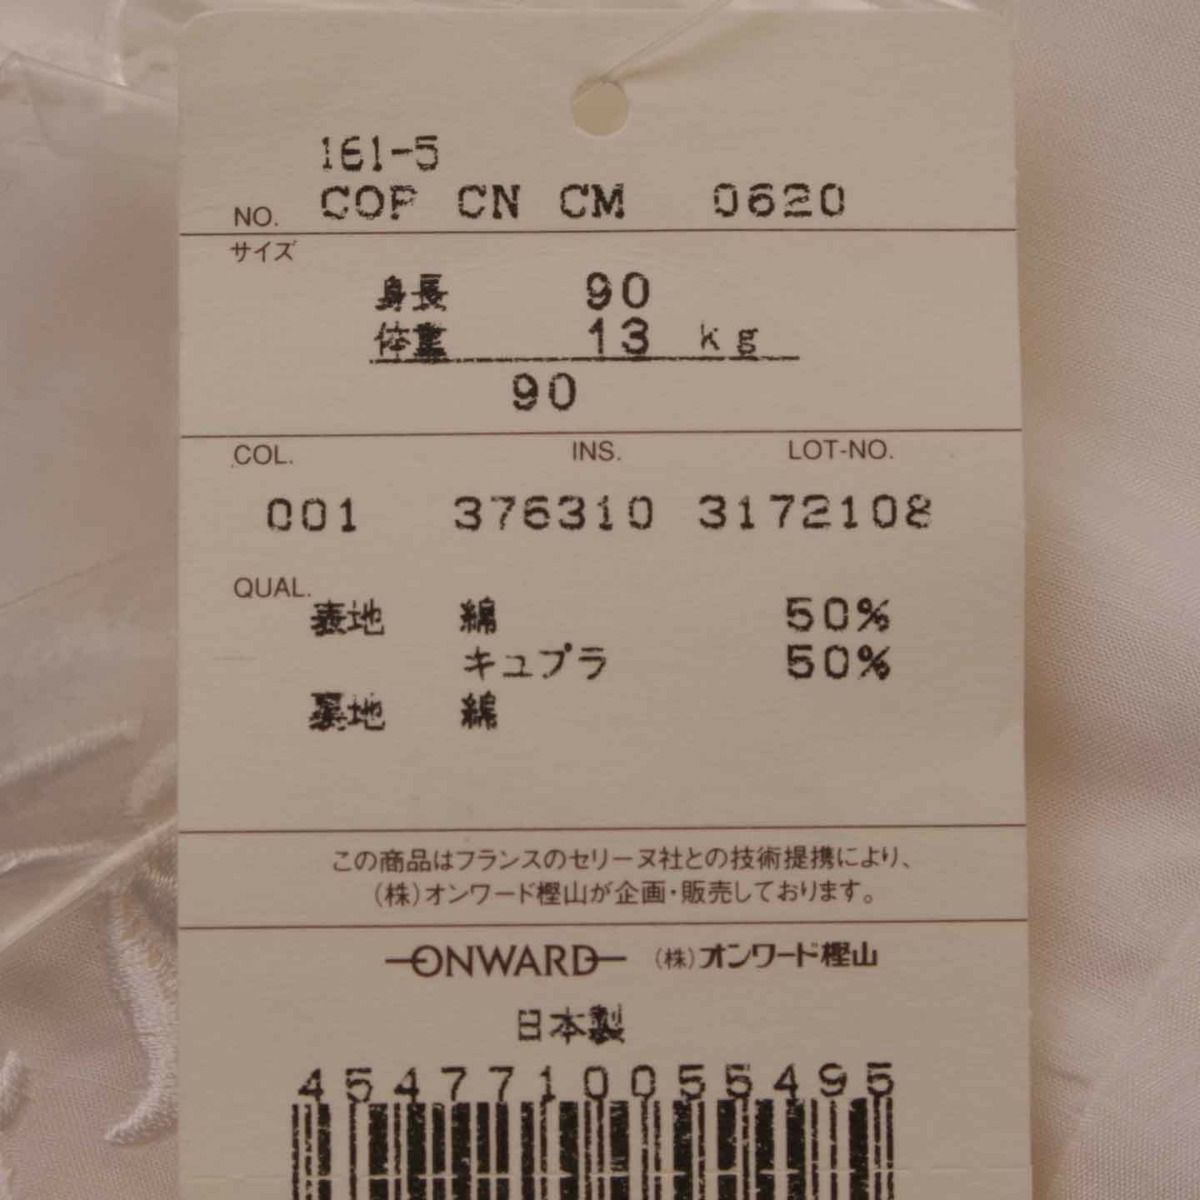 161-5
NO. COP CN CM 0620
サイズ
身長 90
体重 13 kg
90
COL. INS. LOT-NO.
001 376310 3172108
QUAL.
表地 綿 50%
キュプラ 50%
裏地 綿
この商品はフランスのセリーヌ社との技術提携により、
(株)オンワード樫山が企画・販売しております。
ONWARD (株)オンワード樫山
日本製
4547710055495